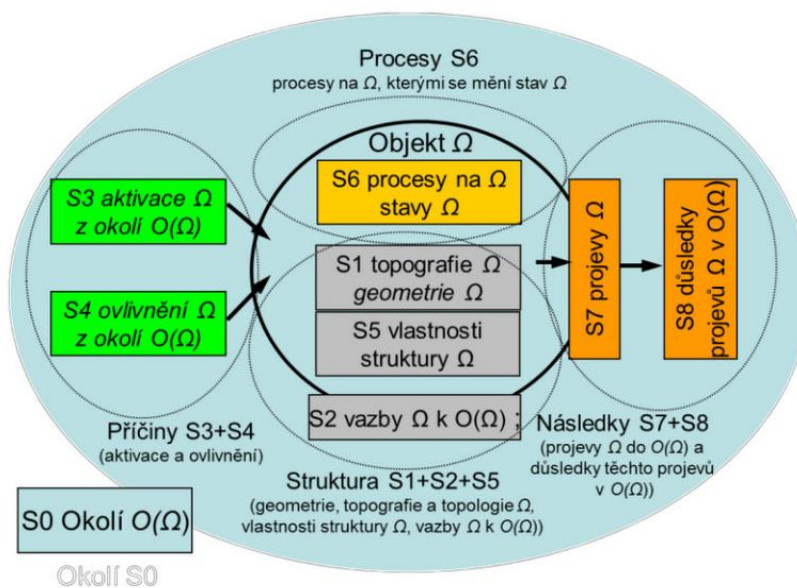 Procesy S6
procesy na Ω, kterými se mění stav Ω
Objekt Ω
S6 procesy na Ω
stavy Ω
S3 aktivace Ω
z okolí O(Ω)
S4 ovlivnění Ω
z okolí O(Ω)
S1 topografie Ω
geometrie Ω
S5 vlastnosti
struktury Ω
S2 vazby Ω k O(Ω) ;
S7 projevy Ω
S8 důsledky
projevů Ω v O(Ω)
Příčiny S3+S4
(aktivace a ovlivnění)
Následky S7+S8
(projevy Ω do O(Ω) a
důsledky těchto projevů
v O(Ω))
Struktura S1+S2+S5
(geometrie, topografie a topologie Ω,
vlastnosti struktury Ω, vazby Ω k O(Ω))
S0 Okolí O(Ω)
Okolí S0